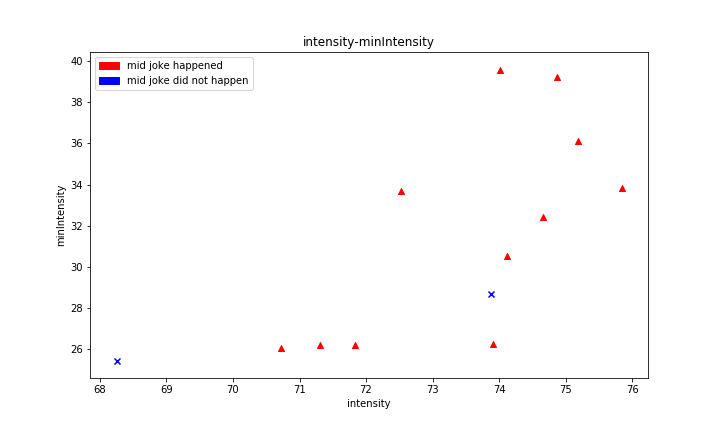 intensity-minIntensity
mid joke happened
mid joke did not happen
40
38
36
34
32
30
28
26
minIntensity
68 69 70 71 72 73 74 75 76
intensity